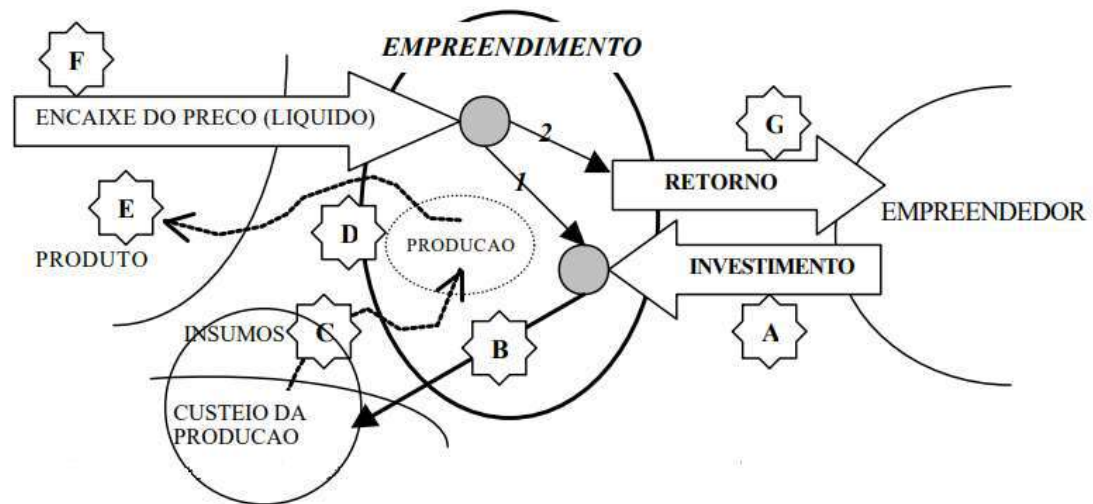 EMPREENDIMENTO
F
ENCAIXE DO PRECO (LIQUIDO)
2
G
1
RETORNO
E
D
PRODUCAO
EMPREENDEDOR
PRODUTO
INVESTIMENTO
INSUMOS
C
B
A
CUSTEIO DA
PRODUCAO